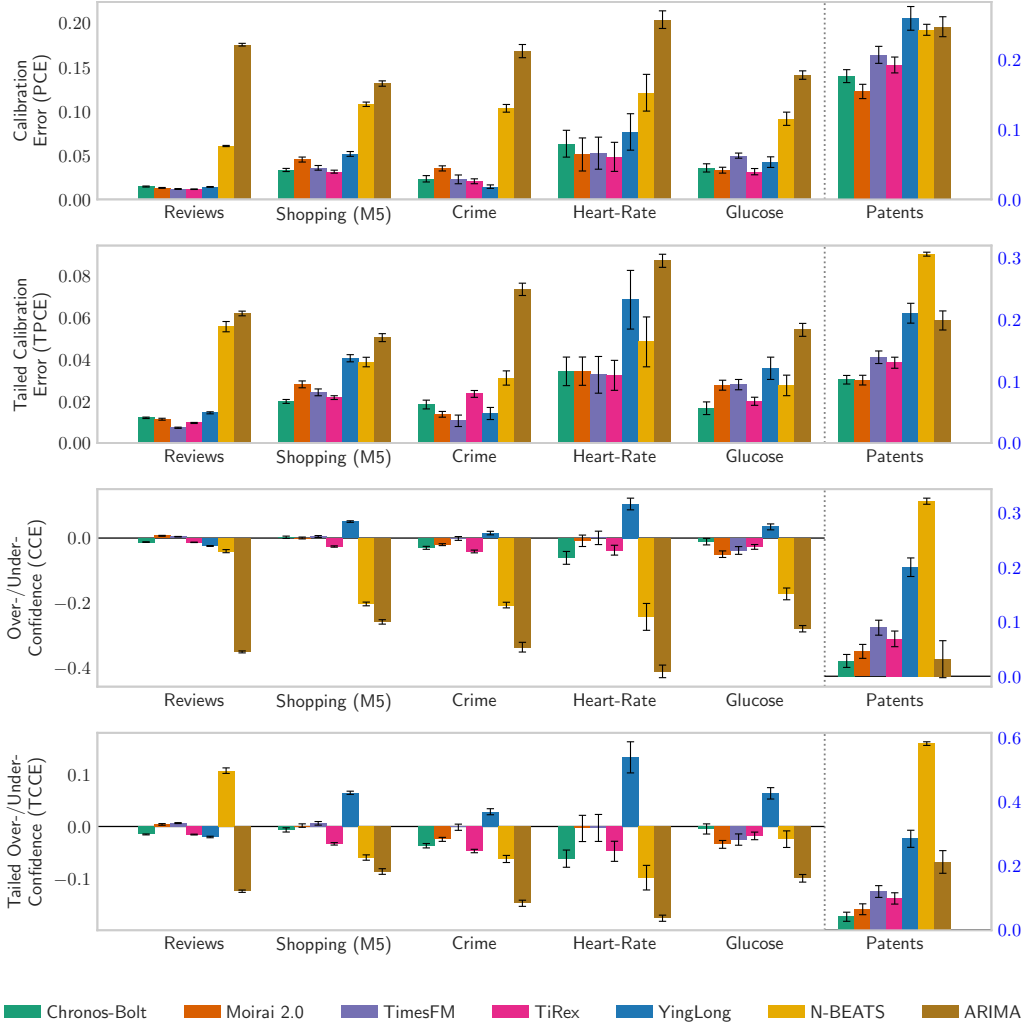 Calibration
Error (PCE)
0.20
0.15
0.10
0.05
0.00
0.2
0.1
0.0
Reviews Shopping (M5) Crime Heart-Rate Glucose Patents
Tailed Calibration
Error (TPCE)
0.08
0.06
0.04
0.02
0.00
0.3
0.2
0.1
0.0
Reviews Shopping (M5) Crime Heart-Rate Glucose Patents
Over-/Under-
Confidence (CCE)
0.0
−0.2
−0.4
0.3
0.2
0.1
0.0
Reviews Shopping (M5) Crime Heart-Rate Glucose Patents
Tailed Over-/Under-
Confidence (TCCE)
0.1
0.0
−0.1
0.6
0.4
0.2
0.0
Reviews Shopping (M5) Crime Heart-Rate Glucose Patents
Chronos-Bolt Moirai 2.0 TimesFM TiRex YingLong N-BEATS ARIMA